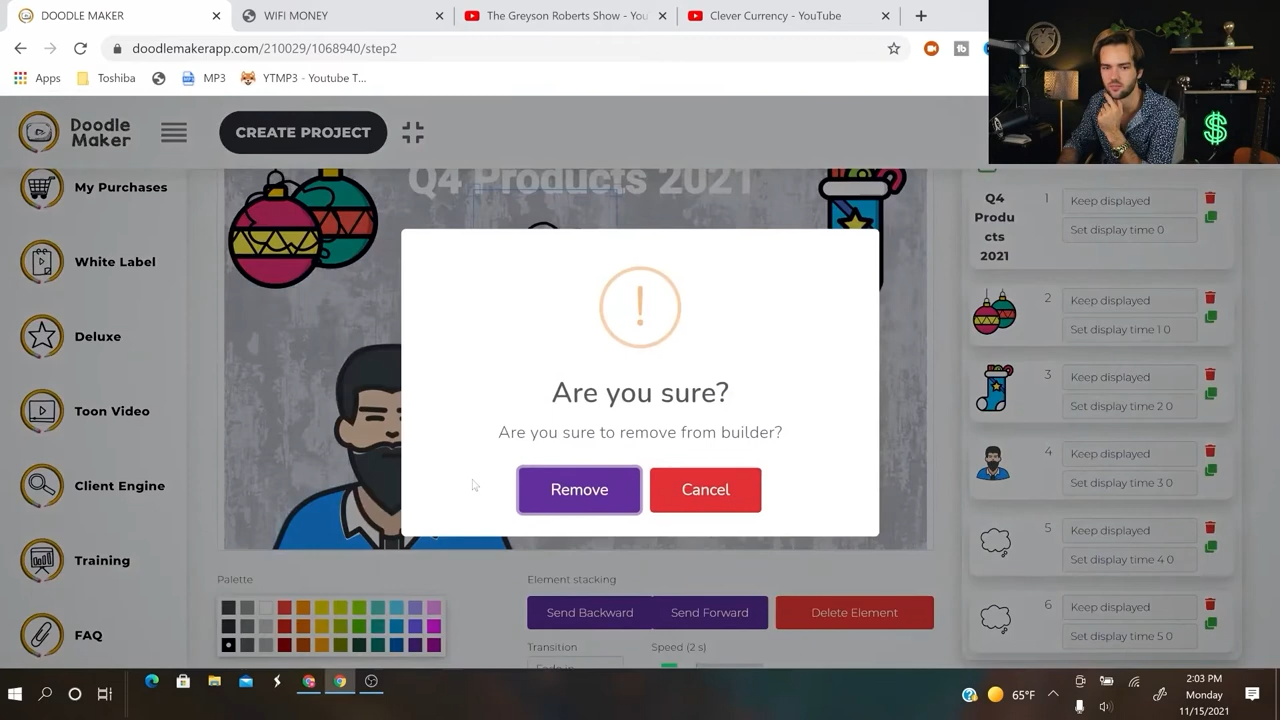 DOODLE MAKER
WIFI MONEY
The Greyson Roberts Show - You
Clever Currency - YouTube
doodlemakerapp.com/210029/1068940/step2
Apps
Toshiba
MP3
YTMP3 - Youtube T...
Doodle
Maker
CREATE PROJECT
My Purchases
White Label
Deluxe
Toon Video
Client Engine
Training
FAQ
Q4 Products 2021
Are you sure?
Are you sure to remove from builder?
Remove
Cancel
Palette
Element stacking
Send Backward
Send Forward
Delete Element
Transition
Speed (2 s)
Fade in
Q4
Produ
cts
2021
1
Keep displayed
Set display time 0
2
Keep displayed
Set display time 1 0
3
Keep displayed
Set display time 2 0
4
Keep displayed
Set display time 3 0
5
Keep displayed
Set display time 4 0
6
Keep displayed
Set display time 5 0
65°F
2:03 PM
Monday
11/15/2021